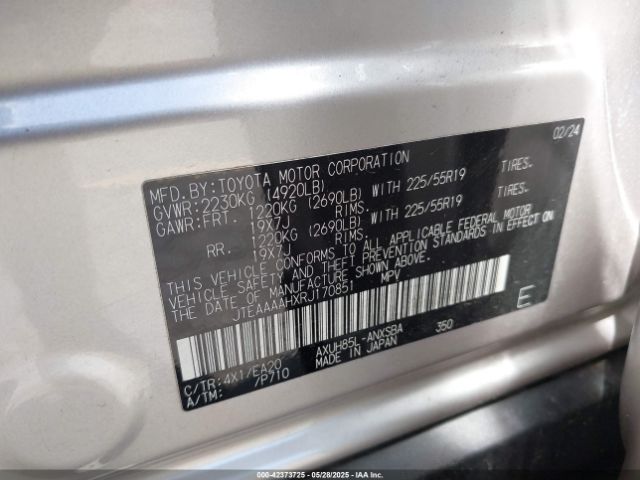 02/24
MFD. BY: TOYOTA MOTOR CORPORATION
GVWR: 2230KG (4920LB)
GAWR: FRT. 1220KG (2690LB) WITH 225/55R19 TIRES.
19X7J RIMS.
RR. 1220KG (2690LB) WITH 225/55R19 TIRES.
19X7J RIMS.
THIS VEHICLE CONFORMS TO ALL APPLICABLE FEDERAL MOTOR
VEHICLE SAFETY AND THEFT PREVENTION STANDARDS IN EFFECT ON
THE DATE OF MANUFACTURE SHOWN ABOVE.
JTEAAAAHXRJ170851 MPV
E
AXUH85L-ANXSBA 350
C/TR: 4X1/EA20 MADE IN JAPAN
A/TM: /P710
000-42373725 05/28/2025 IAA, Inc. (iaai.com)